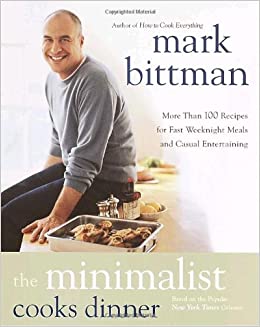 Author of How to Cook Everything
mark
bittman
More Than 100 Recipes
for Fast Weeknight Meals
and Casual Entertaining
the minimalist
cooks dinner
Based on the Popular
New York Times Column